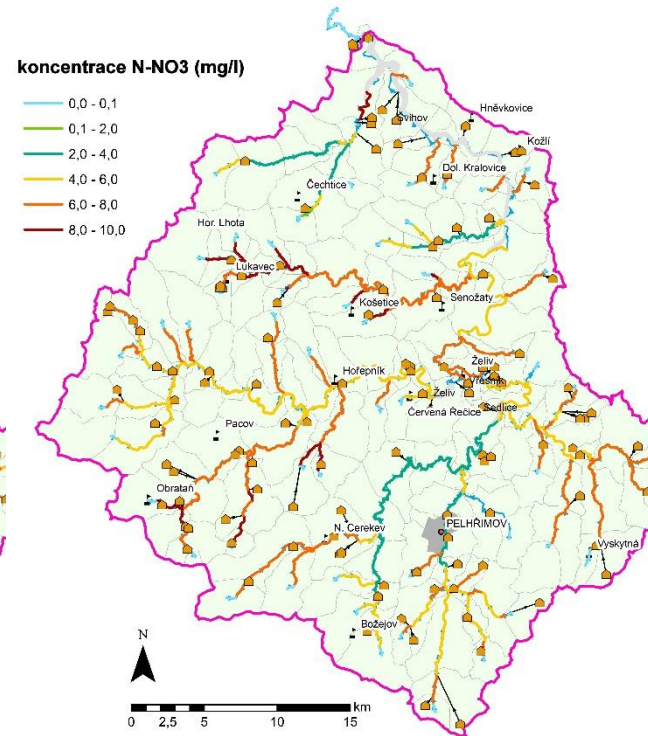 koncentrace N-NO3 (mg/l)
0,0 - 0,1
0,1 - 2,0
2,0 - 4,0
4,0 - 6,0
6,0 - 8,0
8,0 - 10,0
Švihov
Hněvkovice
Kožlí
Dol. Kralovice
Čechtice
Hor. Lhota
Lukavec
Košetice
Senožaty
Želiv
Hořepník
Vřesník
Želiv
Červená Řečice
Sedlice
Pacov
Obrataň
N. Cerekev
PELHŘIMOV
Vyskytná
Božejov
N
0 2,5 5 10 15
km